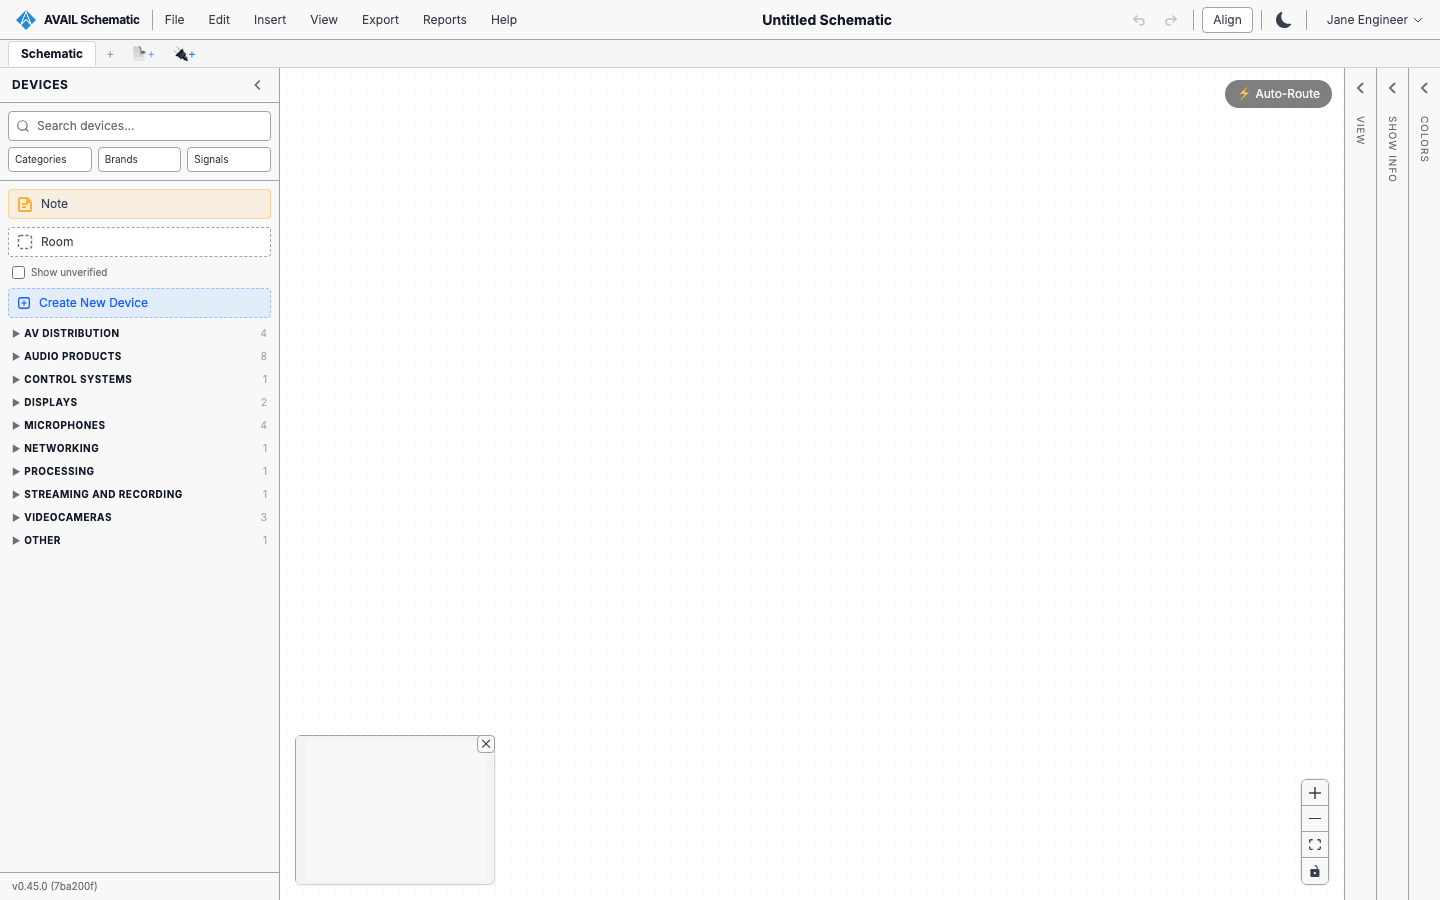 AVAIL Schematic
File
Edit
Insert
View
Export
Reports
Help
Untitled Schematic
Align
Jane Engineer
Schematic
DEVICES
Search devices...
Categories
Brands
Signals
Note
Room
Show unverified
Create New Device
AV DISTRIBUTION 4
AUDIO PRODUCTS 8
CONTROL SYSTEMS 1
DISPLAYS 2
MICROPHONES 4
NETWORKING 1
PROCESSING 1
STREAMING AND RECORDING 1
VIDEOCAMERAS 3
OTHER 1
v0.45.0 (7ba200f)
Auto-Route
VIEW
SHOW INFO
COLORS